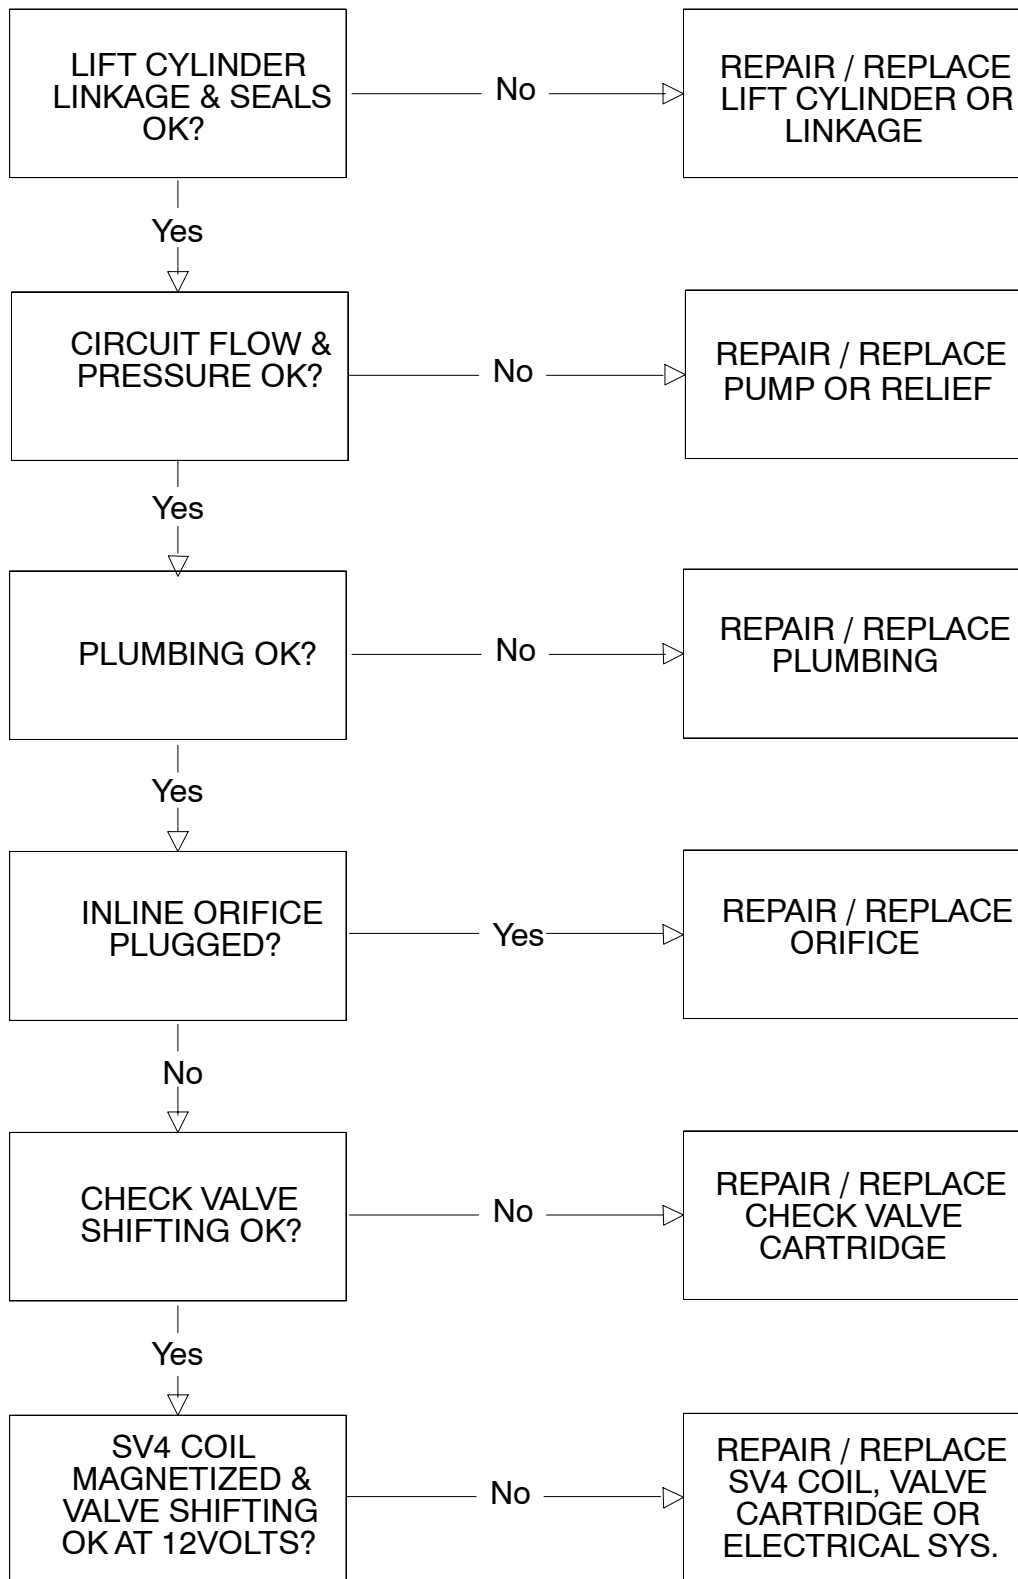 LIFT CYLINDER
LINKAGE & SEALS
OK?
No
REPAIR / REPLACE
LIFT CYLINDER OR
LINKAGE
Yes
CIRCUIT FLOW &
PRESSURE OK?
No
REPAIR / REPLACE
PUMP OR RELIEF
Yes
PLUMBING OK?
No
REPAIR / REPLACE
PLUMBING
Yes
INLINE ORIFICE
PLUGGED?
Yes
REPAIR / REPLACE
ORIFICE
No
CHECK VALVE
SHIFTING OK?
No
REPAIR / REPLACE
CHECK VALVE
CARTRIDGE
Yes
SV4 COIL
MAGNETIZED &
VALVE SHIFTING
OK AT 12VOLTS?
No
REPAIR / REPLACE
SV4 COIL, VALVE
CARTRIDGE OR
ELECTRICAL SYS.